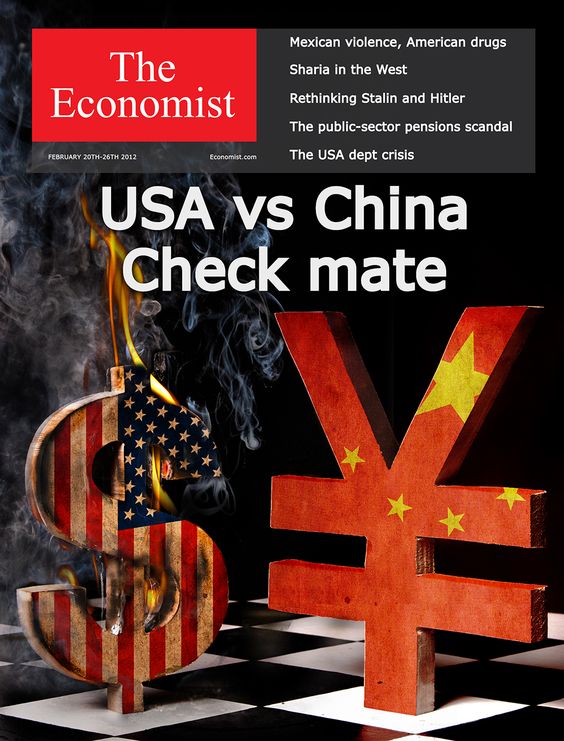 The
Economist
FEBRUARY 20TH-26TH 2012
Economist.com
Mexican violence, American drugs
Sharia in the West
Rethinking Stalin and Hitler
The public-sector pensions scandal
The USA dept crisis
USA vs China
Check mate